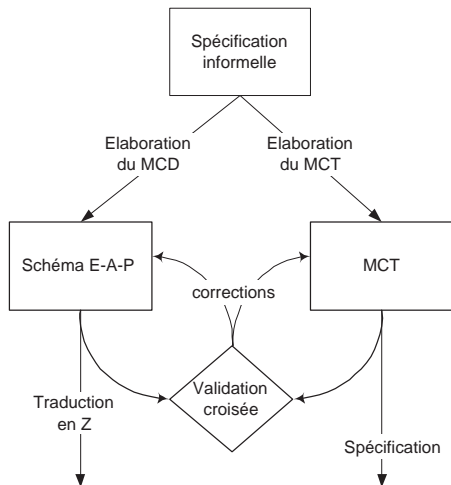 Spécification
informelle
Elaboration
du MCD
Elaboration
du MCT
Schéma E-A-P
MCT
corrections
Validation
croisée
Traduction
en Z
Spécification